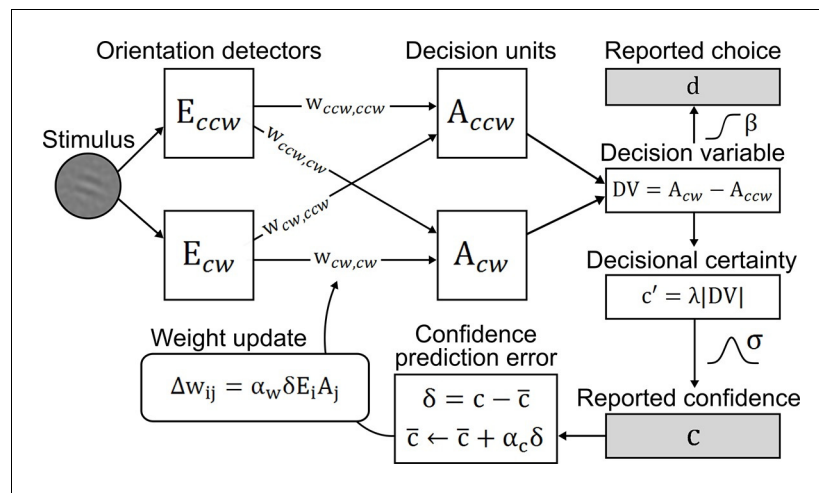 Orientation detectors
Decision units
Reported choice
d
β
Stimulus
E_ccw
w_ccw,ccw
A_ccw
w_ccw,cw
Decision variable
DV = A_cw − A_ccw
w_cw,ccw
E_cw
w_cw,cw
A_cw
Decisional certainty
c′ = λ|DV|
σ
Weight update
Δw_ij = α_w δE_i A_j
Confidence
prediction error
δ = c − c̅
c̅ ← c̅ + α_c δ
Reported confidence
c